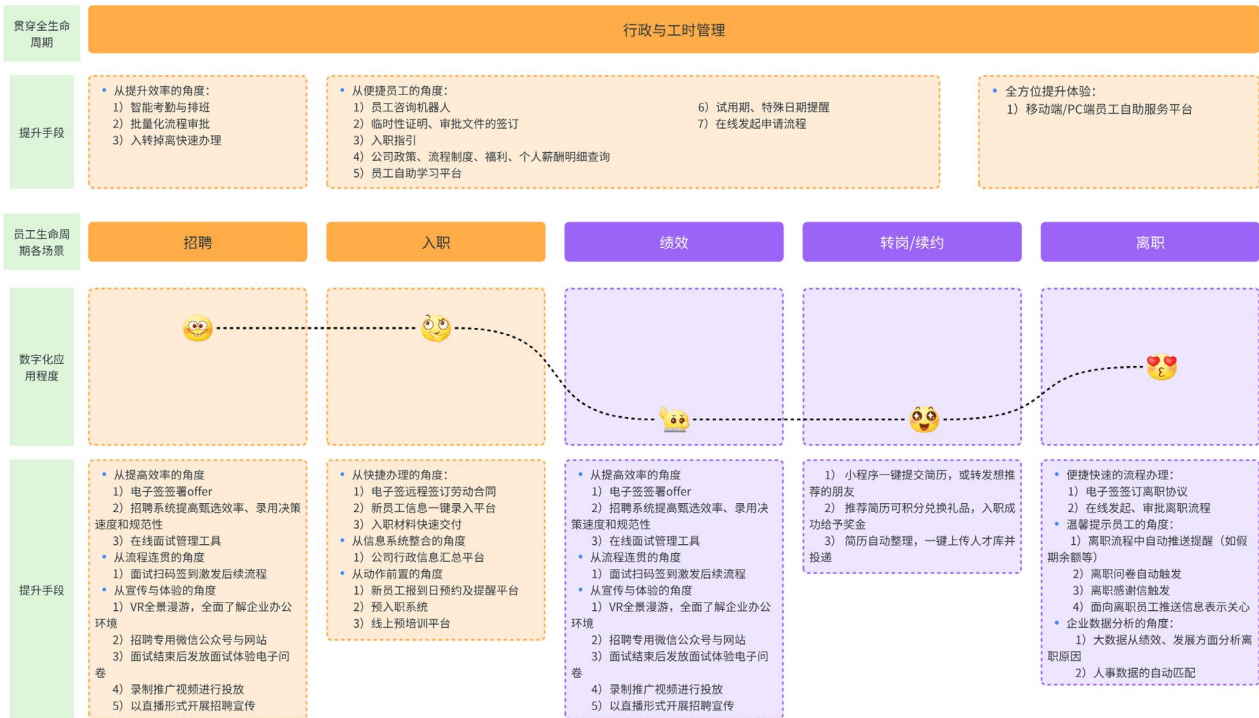 贯穿全生命
周期
行政与工时管理
提升手段
从提升效率的角度：
1）智能考勤与排班
2）批量化流程审批
3）入转掉离快速办理
从便捷员工的角度：
1）员工咨询机器人
2）临时性证明、审批文件的签订
3）入职指引
4）公司政策、流程制度、福利、个人薪酬明细查询
5）员工自助学习平台
6）试用期、特殊日期提醒
7）在线发起申请流程
全方位提升体验：
1）移动端/PC端员工自助服务平台
员工生命周
期各场景
招聘
入职
绩效
转岗/续约
离职
数字化应
用程度
提升手段
从提高效率的角度
1）电子签签署offer
2）招聘系统提高甄选效率、录用决策
速度和规范性
3）在线面试管理工具
从流程连贯的角度
1）面试扫码签到激发后续流程
从宣传与体验的角度
1）VR全景漫游，全面了解企业办公
环境
2）招聘专用微信公众号与网站
3）面试结束后发放面试体验电子问
卷
4）录制推广视频进行投放
5）以直播形式开展招聘宣传
从快捷办理的角度：
1）电子签远程签订劳动合同
2）新员工信息一键录入平台
3）入职材料快速交付
从信息系统整合的角度
1）公司行政信息汇总平台
从动作前置的角度
1）新员工报到日预约及提醒平台
2）预入职系统
3）线上预培训平台
从提高效率的角度
1）电子签签署offer
2）招聘系统提高甄选效率、录用决
策速度和规范性
3）在线面试管理工具
从流程连贯的角度
1）面试扫码签到激发后续流程
从宣传与体验的角度
1）VR全景漫游，全面了解企业办公
环境
2）招聘专用微信公众号与网站
3）面试结束后发放面试体验电子问
卷
4）录制推广视频进行投放
5）以直播形式开展招聘宣传
1） 小程序一键提交简历，或转发想推
荐的朋友
2） 推荐简历可积分兑换礼品，入职成
功给予奖金
3） 简历自动整理，一键上传人才库并
投递
便捷快速的流程办理：
1）电子签签订离职协议
2）在线发起、审批离职流程
温馨提示员工的角度：
1）离职流程中自动推送提醒（如假
期余额等）
2）离职问卷自动触发
3）离职感谢信触发
4）面向离职员工推送信息表示关心
企业数据分析的角度：
1）大数据从绩效、发展方面分析离
职原因
2）人事数据的自动匹配